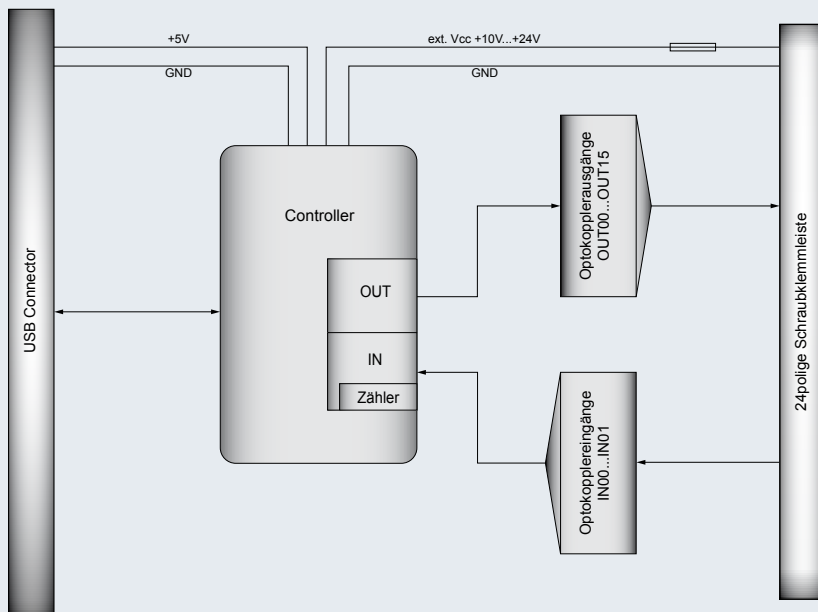 +5V
ext. Vcc +10V...+24V
GND
GND
Controller
OUT
IN
Zähler
USB Connector
Optokopplerausgänge
OUT00...OUT15
Optokopplereingänge
IN00...IN01
24polige Schraubklemmleiste